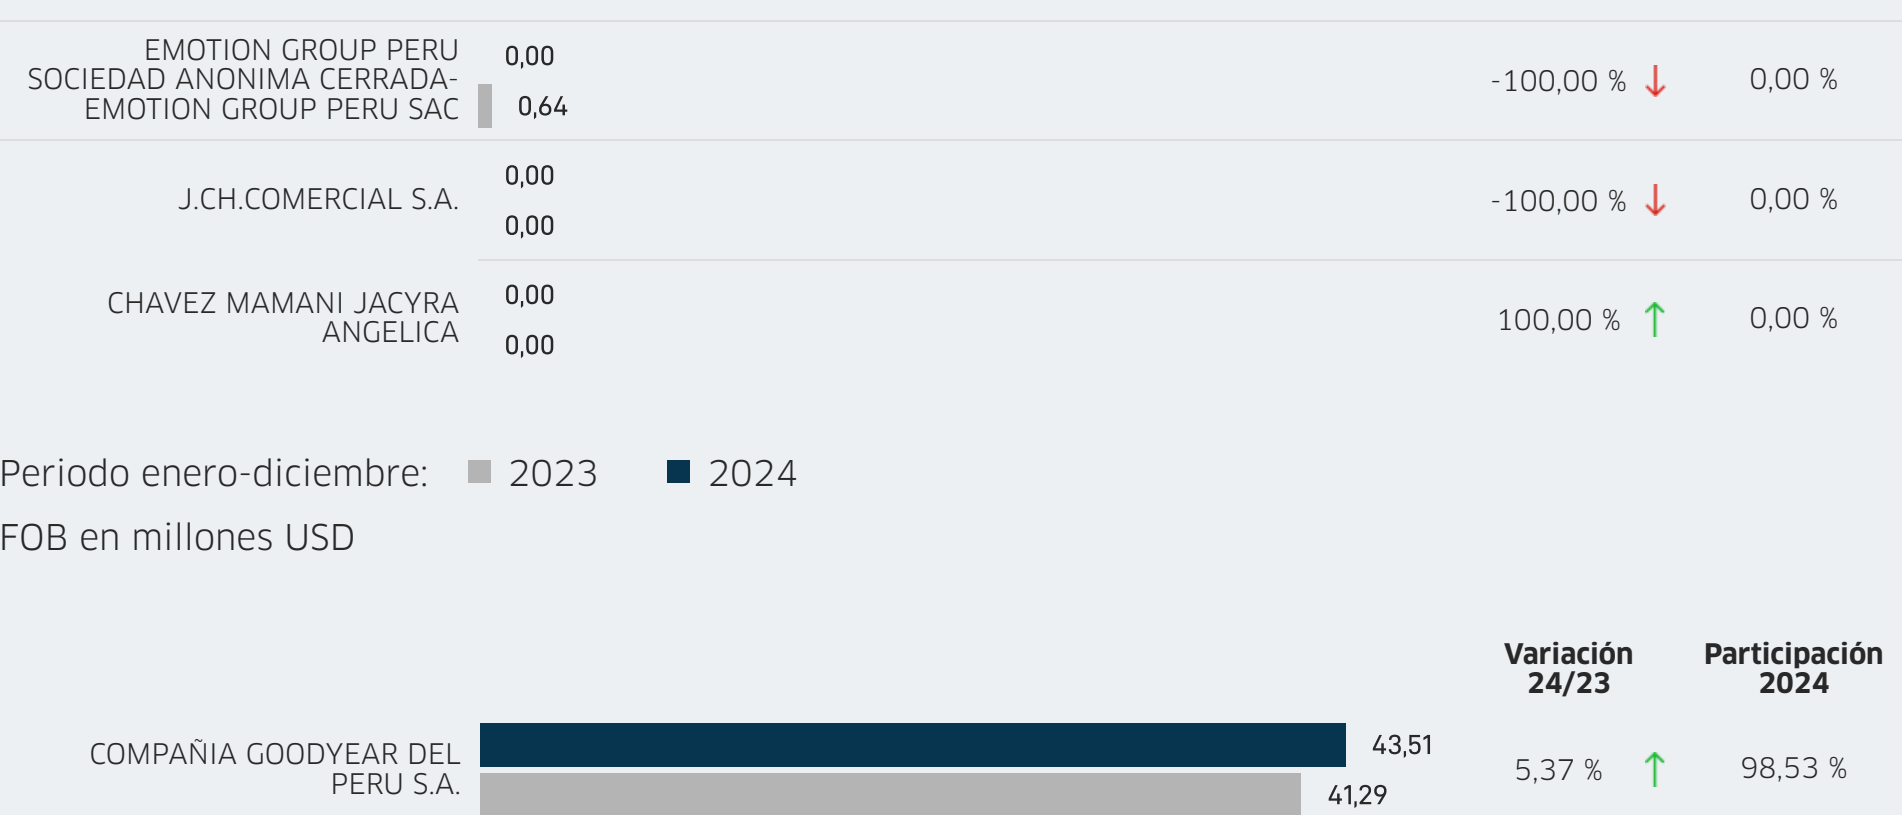 EMOTION GROUP PERU
SOCIEDAD ANONIMA CERRADA-
EMOTION GROUP PERU SAC
0,00
0,64
-100,00 %
0,00 %
J.CH.COMERCIAL S.A.
0,00
0,00
-100,00 %
0,00 %
CHAVEZ MAMANI JACYRA
ANGELICA
0,00
0,00
100,00 %
0,00 %
Periodo enero-diciembre: 2023 2024
FOB en millones USD
Variación
24/23
Participación
2024
COMPAÑIA GOODYEAR DEL
PERU S.A.
43,51
41,29
5,37 %
98,53 %